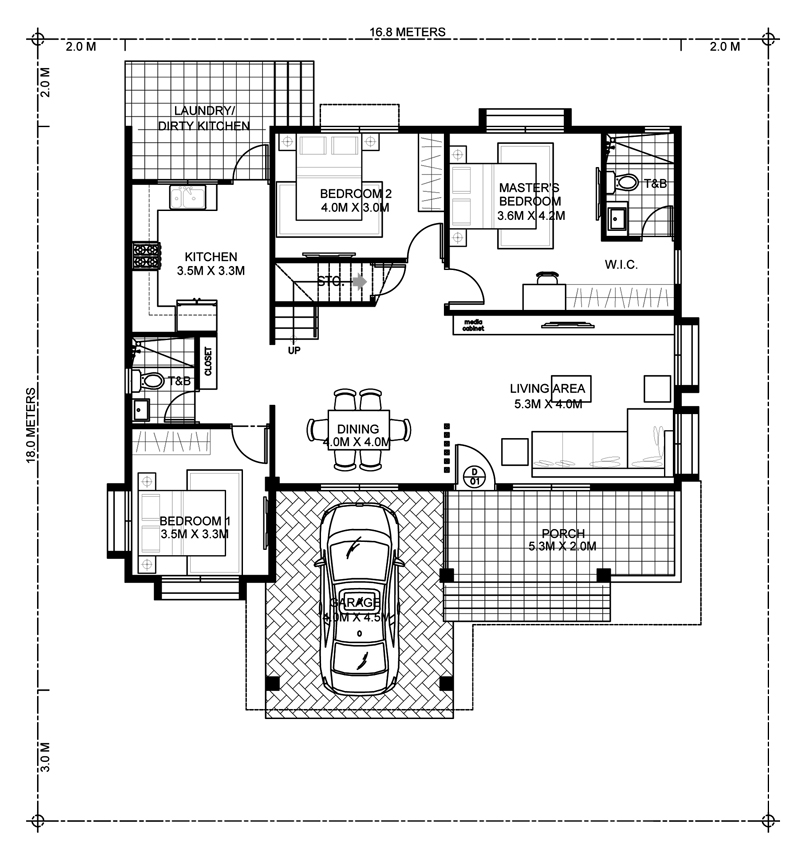 16.8 METERS
2.0 M
2.0 M
2.0 M
LAUNDRY/
DIRTY KITCHEN
BEDROOM 2
4.0M X 3.0M
MASTER'S
BEDROOM
3.6M X 4.2M
T&B
KITCHEN
3.5M X 3.3M
STO.
W.I.C.
UP
media
cabinet
CLOSET
T&B
LIVING AREA
5.3M X 4.0M
18.0 METERS
DINING
4.0M X 4.0M
D
01
BEDROOM 1
3.5M X 3.3M
PORCH
5.3M X 2.0M
GARAGE
4.0M X 4.5M
3.0 M